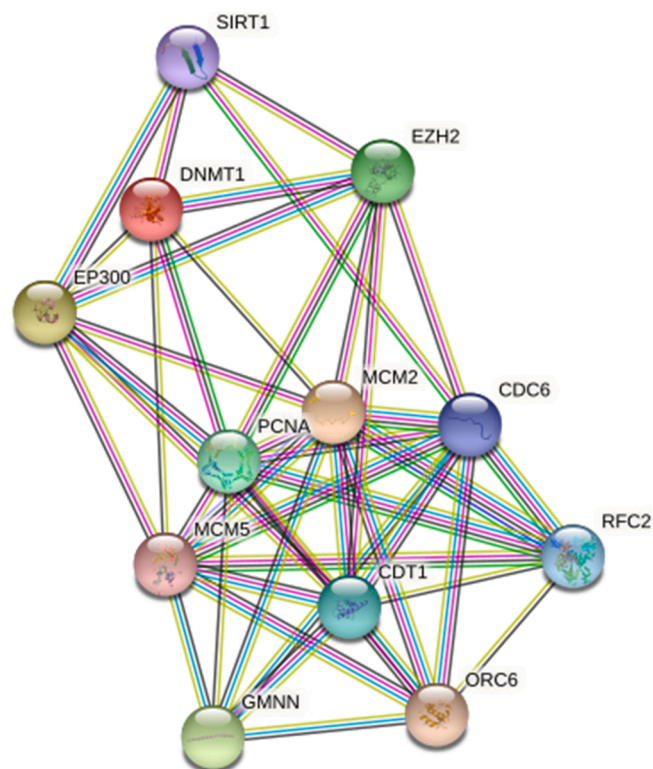 SIRT1
EZH2
DNMT1
EP300
MCM2
CDC6
PCNA
RFC2
MCM5
CDT1
ORC6
GMNN